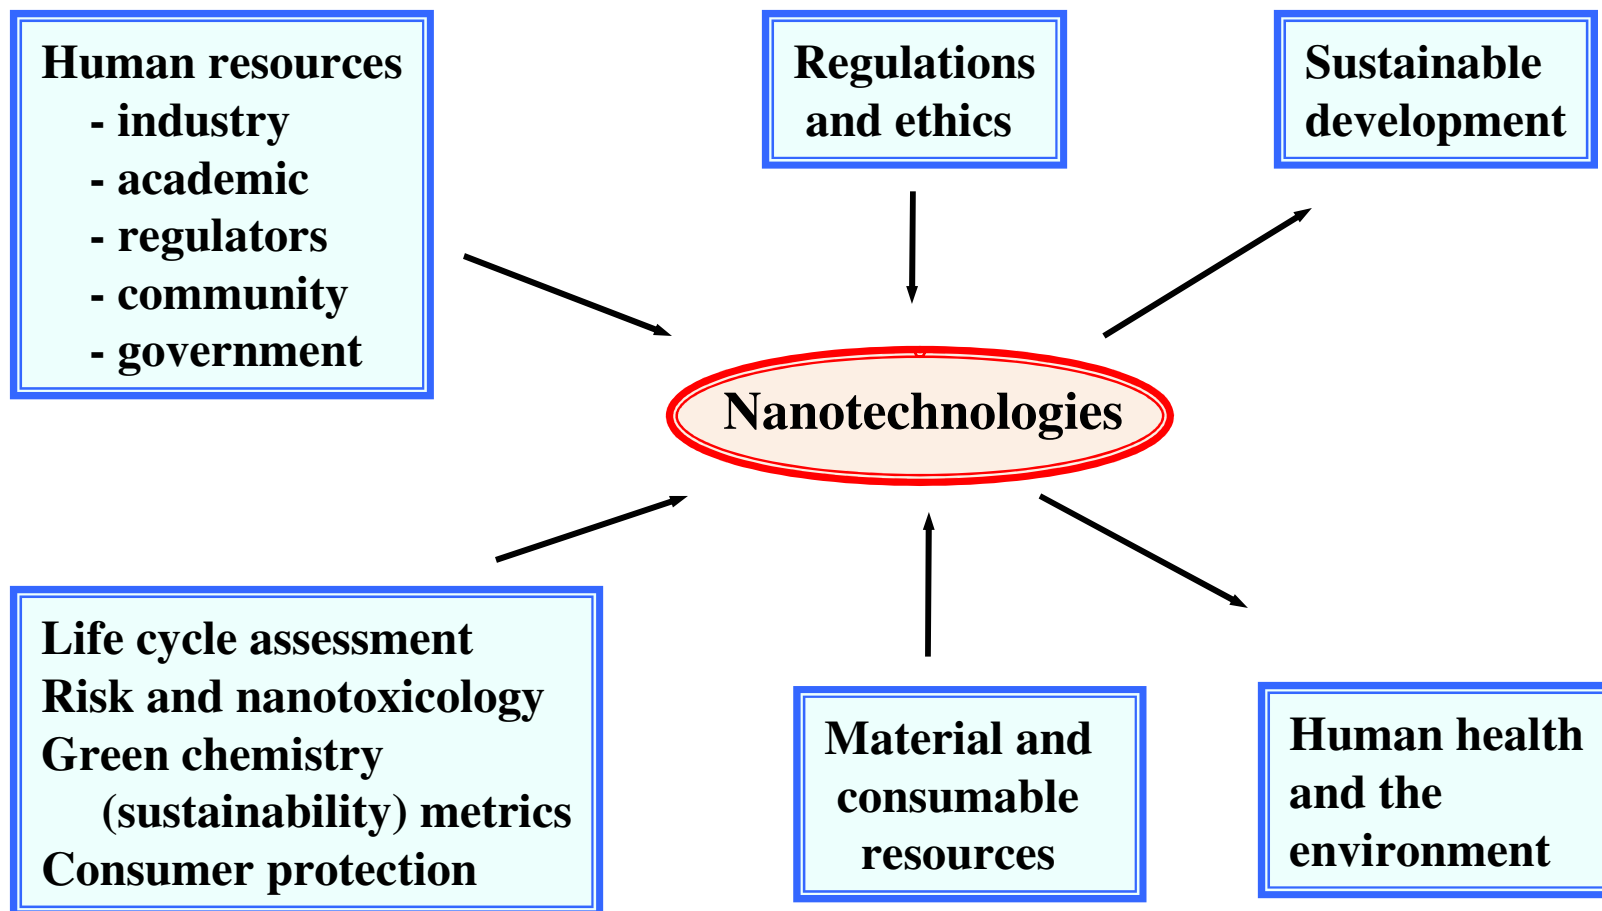 Human resources
- industry
- academic
- regulators
- community
- government
Regulations
and ethics
Sustainable
development
Nanotechnologies
Life cycle assessment
Risk and nanotoxicology
Green chemistry
(sustainability) metrics
Consumer protection
Material and
consumable
resources
Human health
and the
environment